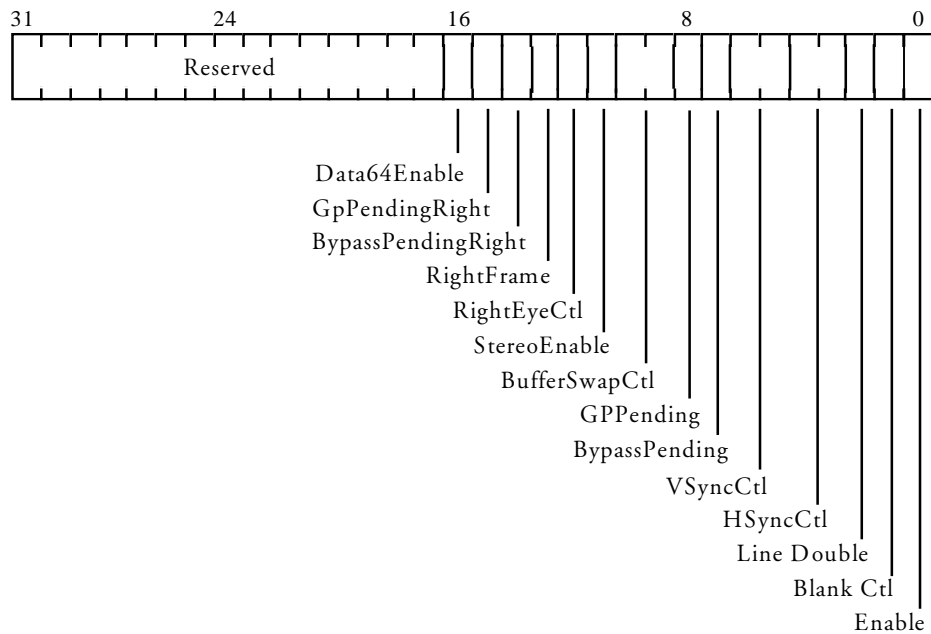 31 24 16 8 0
Reserved
Data64Enable
GpPendingRight
BypassPendingRight
RightFrame
RightEyeCtl
StereoEnable
BufferSwapCtl
GPPending
BypassPending
VSyncCtl
HSyncCtl
Line Double
Blank Ctl
Enable